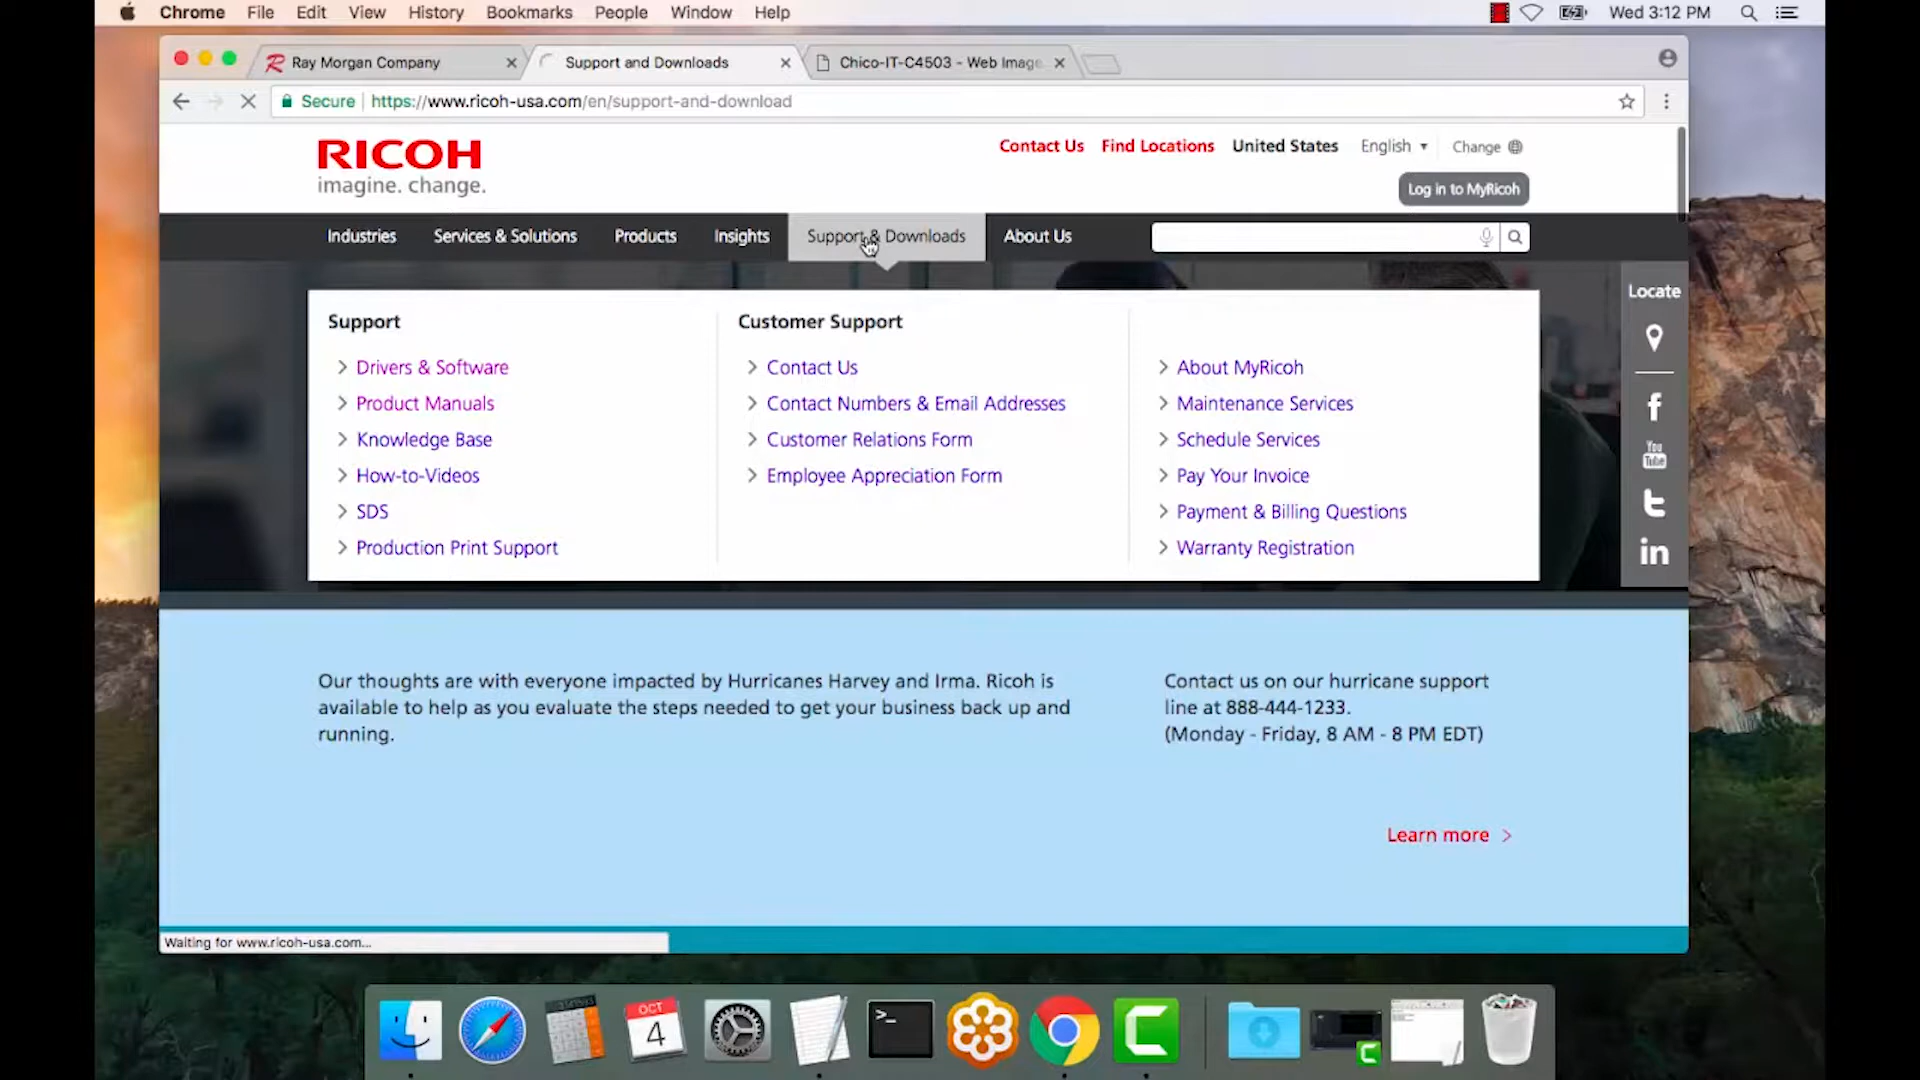 Chrome File Edit View History Bookmarks People Window Help Wed 3:12 PM
Ray Morgan Company Support and Downloads Chico-IT-C4503 - Web Image
Secure https://www.ricoh-usa.com/en/support-and-download
RICOH
imagine. change.
Contact Us Find Locations United States English Change
Log in to MyRicoh
Industries Services & Solutions Products Insights Support & Downloads About Us
Locate
Support
Drivers & Software
Product Manuals
Knowledge Base
How-to-Videos
SDS
Production Print Support
Customer Support
Contact Us
Contact Numbers & Email Addresses
Customer Relations Form
Employee Appreciation Form
About MyRicoh
Maintenance Services
Schedule Services
Pay Your Invoice
Payment & Billing Questions
Warranty Registration
You
Tube
in
Our thoughts are with everyone impacted by Hurricanes Harvey and Irma. Ricoh is
available to help as you evaluate the steps needed to get your business back up and
running.
Contact us on our hurricane support
line at 888-444-1233.
(Monday - Friday, 8 AM - 8 PM EDT)
Learn more
Waiting for www.ricoh-usa.com...
OCT
4